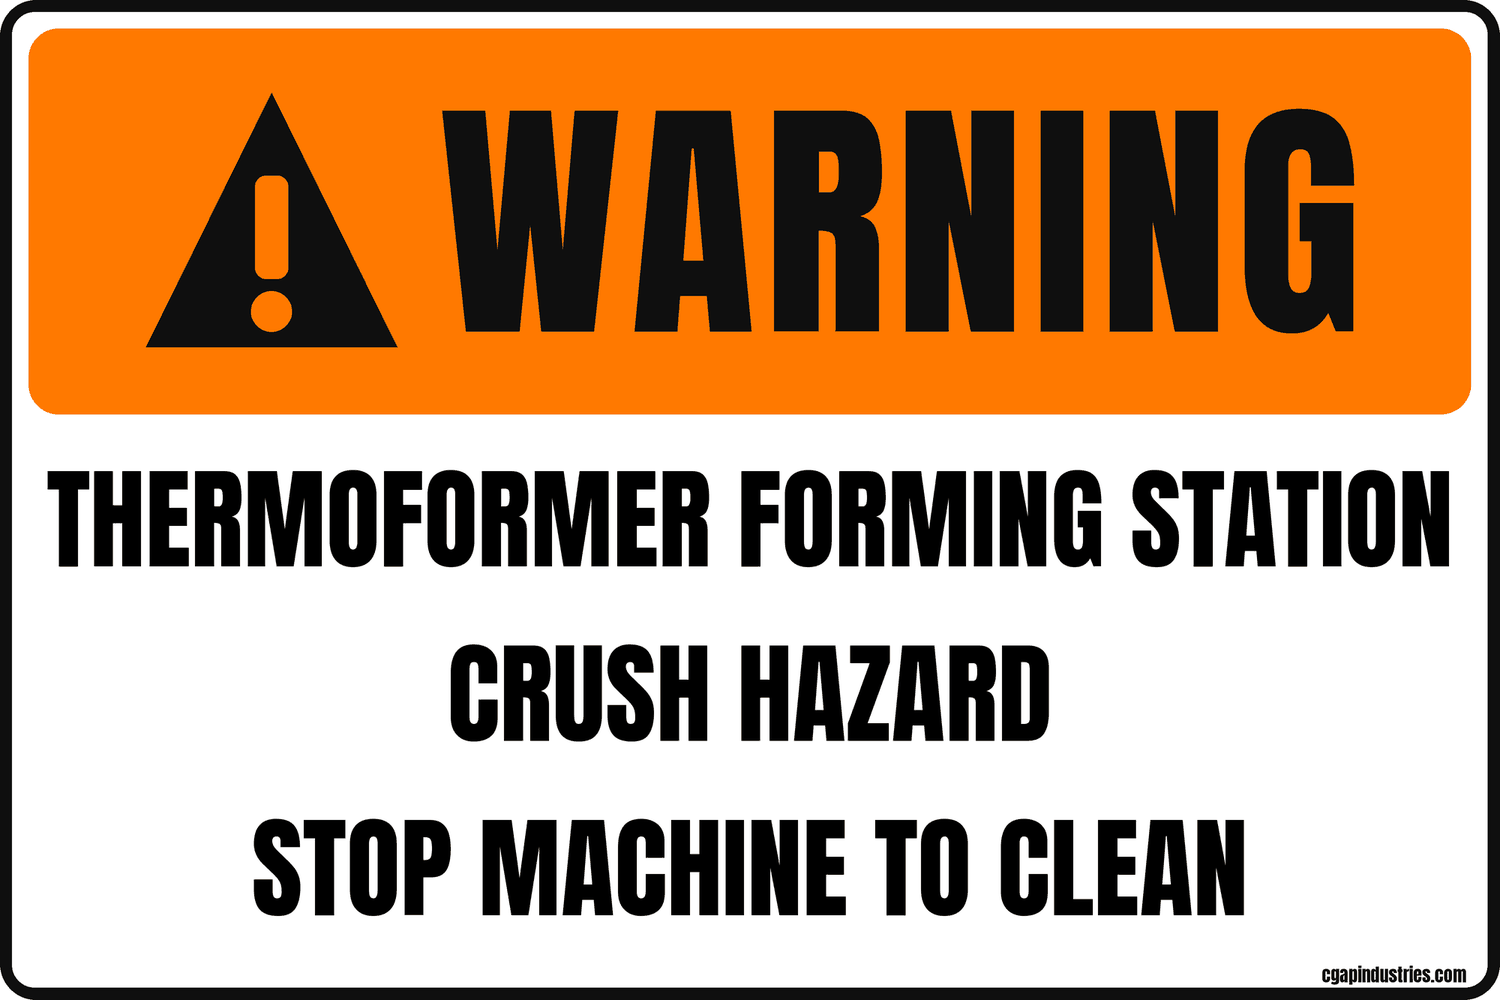 WARNING
THERMOFORMER FORMING STATION
CRUSH HAZARD
STOP MACHINE TO CLEAN
cgapindustries.com